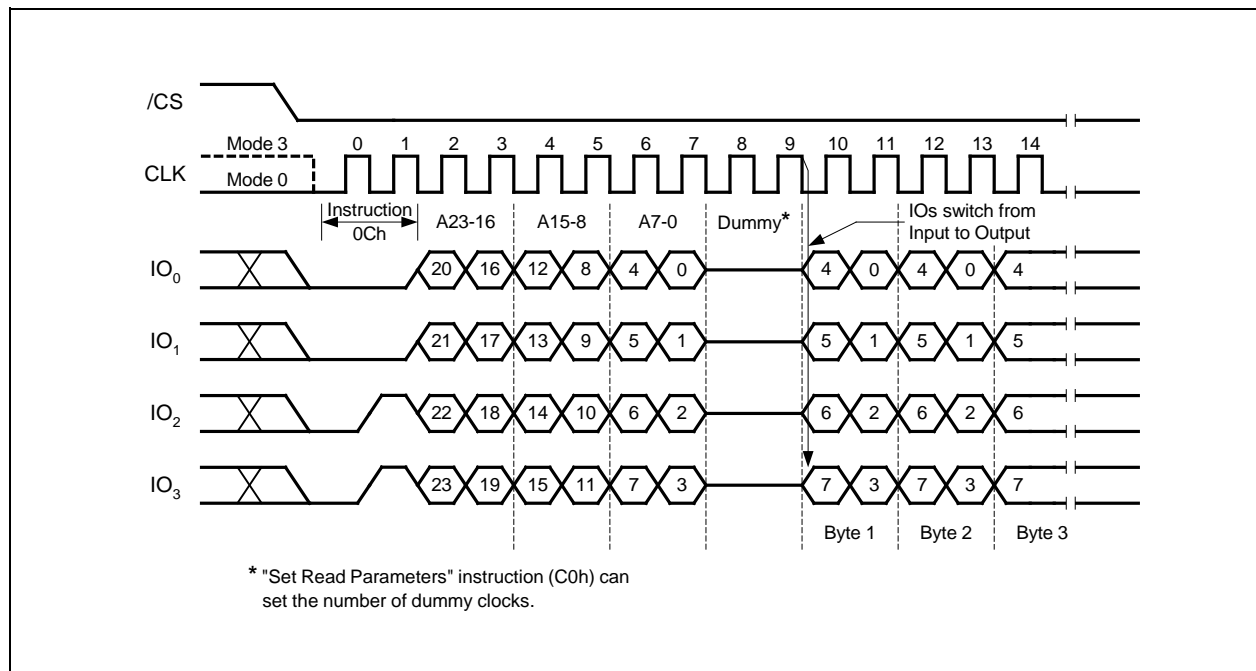 /CS
Mode 3 0 1 2 3 4 5 6 7 8 9 10 11 12 13 14
CLK
Mode 0
Instruction
0Ch
A23-16 A15-8 A7-0 Dummy*
IOs switch from
Input to Output
IO0 20 16 12 8 4 0 4 0 4 0 4
IO1 21 17 13 9 5 1 5 1 5 1 5
IO2 22 18 14 10 6 2 6 2 6 2 6
IO3 23 19 15 11 7 3 7 3 7 3 7
Byte 1 Byte 2 Byte 3
* "Set Read Parameters" instruction (C0h) can
set the number of dummy clocks.